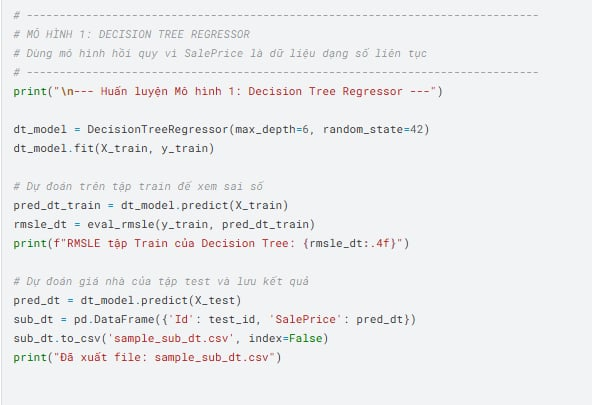 # ------------------------------------------------------------------------
# MÔ HÌNH 1: DECISION TREE REGRESSOR
# Dùng mô hình hồi quy vì SalePrice là dữ liệu dạng số liên tục
# ------------------------------------------------------------------------
print("\n--- Huấn luyện Mô hình 1: Decision Tree Regressor ---")

dt_model = DecisionTreeRegressor(max_depth=6, random_state=42)
dt_model.fit(X_train, y_train)

# Dự đoán trên tập train để xem sai số
pred_dt_train = dt_model.predict(X_train)
rmsle_dt = eval_rmsle(y_train, pred_dt_train)
print(f"RMSLE tập Train của Decision Tree: {rmsle_dt:.4f}")

# Dự đoán giá nhà của tập test và lưu kết quả
pred_dt = dt_model.predict(X_test)
sub_dt = pd.DataFrame({'Id': test_id, 'SalePrice': pred_dt})
sub_dt.to_csv('sample_sub_dt.csv', index=False)
print("Đã xuất file: sample_sub_dt.csv")